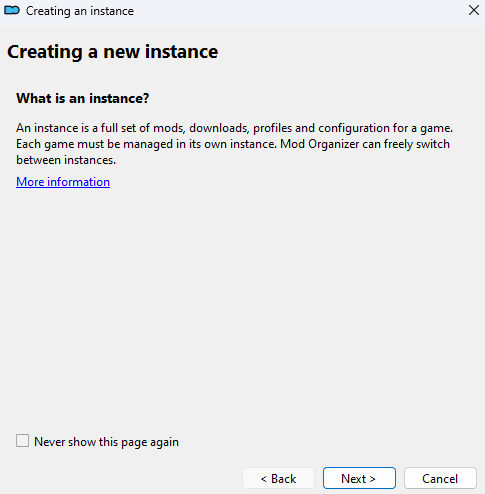 Creating an instance
Creating a new instance
What is an instance?
An instance is a full set of mods, downloads, profiles and configuration for a game.
Each game must be managed in its own instance. Mod Organizer can freely switch
between instances.
More information
Never show this page again
< Back
Next >
Cancel